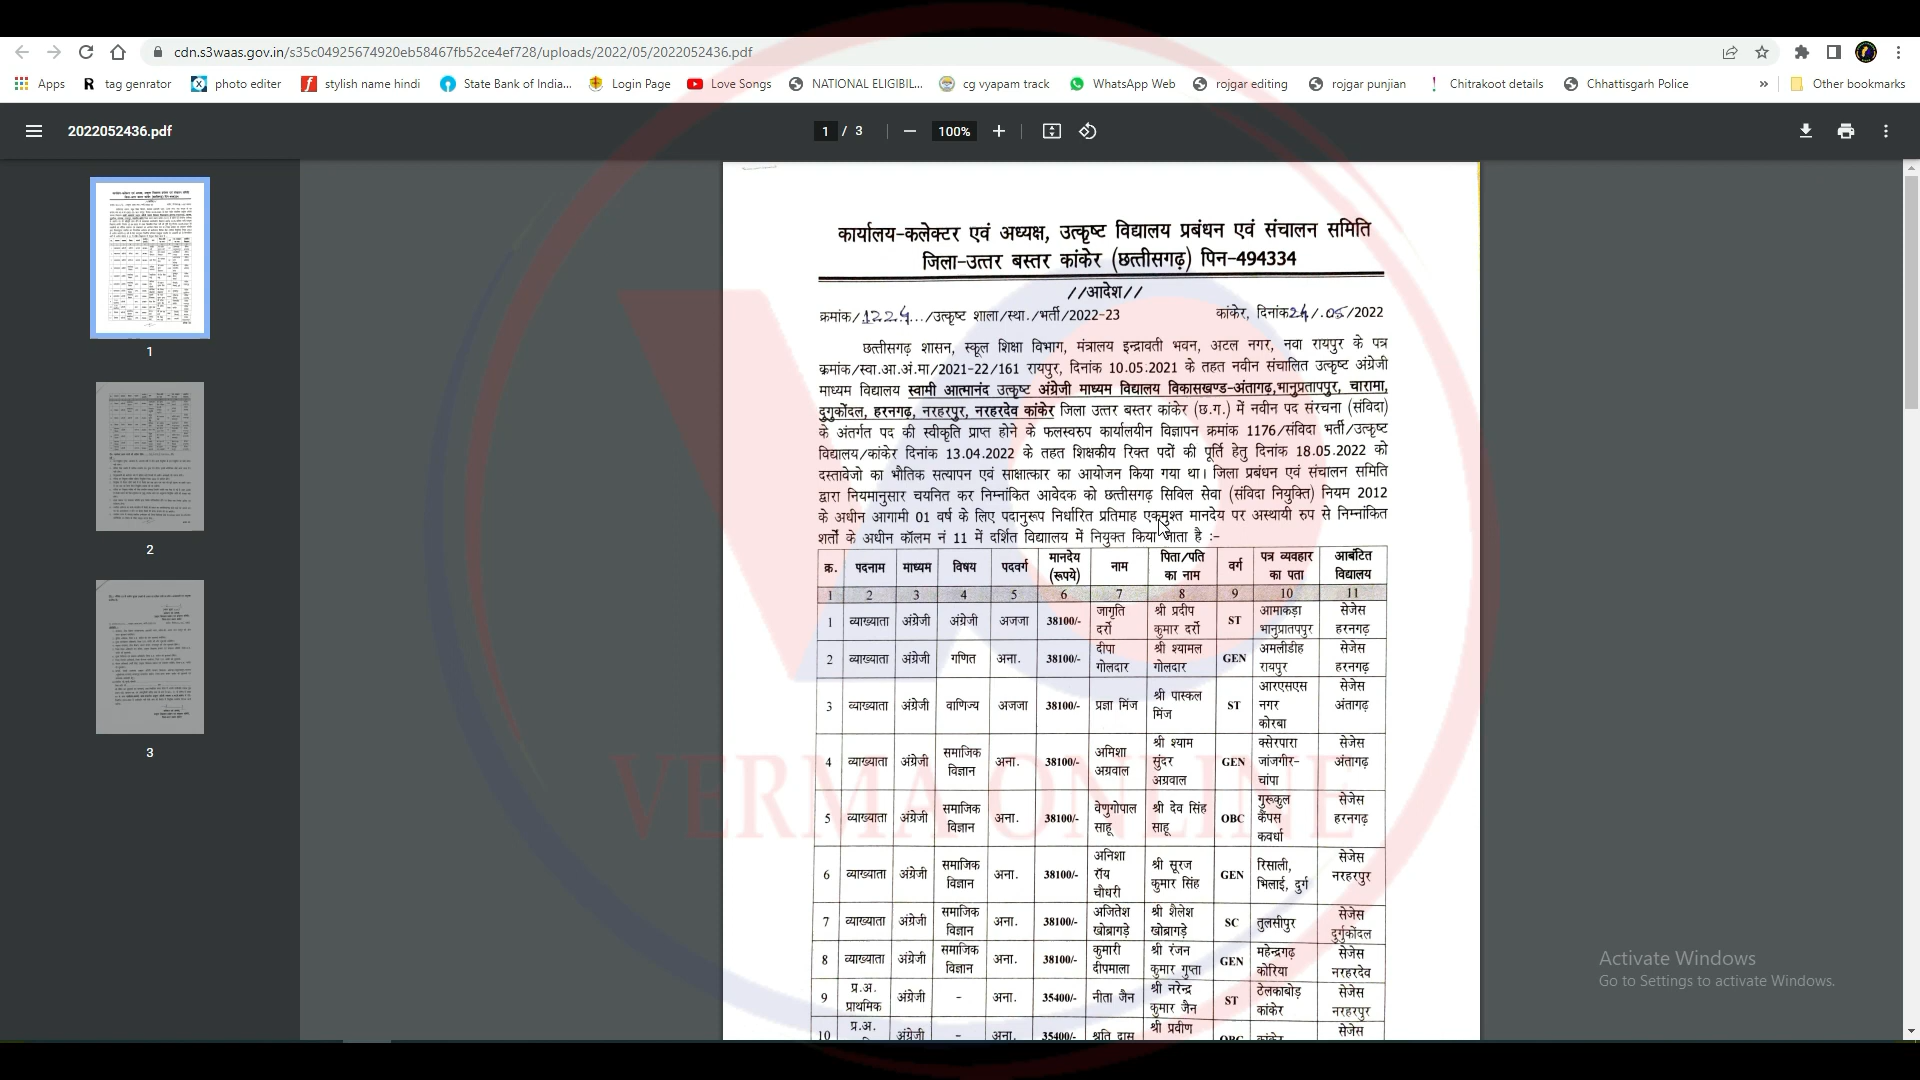 cdn.s3waas.gov.in/s35c04925674920eb58467fb52ce4ef728/uploads/2022/05/2022052436.pdf
Apps R tag genrator photo editer stylish name hindi State Bank of India... Login Page Love Songs NATIONAL ELIGIBIL... cg vyapam track WhatsApp Web rojgar editing rojgar punjian Chitrakoot details Chhattisgarh Police » Other bookmarks
2022052436.pdf 1 / 3 100%
1
2
3
कार्यालय-कलेक्टर एवं अध्यक्ष, उत्कृष्ट विद्यालय प्रबंधन एवं संचालन समिति
जिला-उत्तर बस्तर कांकेर (छत्तीसगढ़) पिन-494334
//आदेश//
क्रमांक/.1224.../उत्कृष्ट शाला/स्था./भर्ती/2022-23 कांकेर, दिनांक24/.05/2022
छत्तीसगढ़ शासन, स्कूल शिक्षा विभाग, मंत्रालय इन्द्रावती भवन, अटल नगर, नवा रायपुर के पत्र
क्रमांक/स्वा.आ.अं.मा/2021-22/161 रायपुर, दिनांक 10.05.2021 के तहत नवीन संचालित उत्कृष्ट अंग्रेजी
माध्यम विद्यालय स्वामी आत्मानंद उत्कृष्ट अंग्रेजी माध्यम विद्यालय विकासखण्ड-अंतागढ़,भानुप्रतापपुर, चारामा,
दुगुकोंदल, हरनगढ़, नरहरपुर, नरहरदेव कांकेर जिला उत्तर बस्तर कांकेर (छ.ग.) में नवीन पद संरचना (संविदा)
के अंतर्गत पद की स्वीकृति प्राप्त होने के फलस्वरुप कार्यालयीन विज्ञापन क्रमांक 1176/संविदा भर्ती/उत्कृष्ट
विद्यालय/कांकेर दिनांक 13.04.2022 के तहत शिक्षकीय रिक्त पदों की पूर्ति हेतु दिनांक 18.05.2022 को
दस्तावेजो का भौतिक सत्यापन एवं साक्षात्कार का आयोजन किया गया था। जिला प्रबंधन एवं संचालन समिति
द्वारा नियमानुसार चयनित कर निम्नांकित आवेदक को छत्तीसगढ़ सिविल सेवा (संविदा नियुक्ति) नियम 2012
के अधीन आगामी 01 वर्ष के लिए पदानुरूप निर्धारित प्रतिमाह एकमुश्त मानदेय पर अस्थायी रुप से निम्नांकित
शर्तो के अधीन कॉलम नं 11 में दर्शित विद्याालय में नियुक्त किया जाता है :-
क्र. पदनाम माध्यम विषय पदवर्ग मानदेय (रूपये) नाम पिता/पति का नाम वर्ग पत्र व्यवहार का पता आबंटित विद्यालय
1 2 3 4 5 6 7 8 9 10 11
1 व्याख्याता अंग्रेजी अंग्रेजी अजजा 38100/- जागृति दर्रो श्री प्रदीप कुमार दर्रो ST आमाकड़ा भानुप्रातपपुर सेजेस हरनगढ़
2 व्याख्याता अंग्रेजी गणित अना. 38100/- दीपा गोलदार श्री श्यामल गोलदार GEN अमलीडीह रायपुर सेजेस हरनगढ़
3 व्याख्याता अंग्रेजी वाणिज्य अजजा 38100/- प्रज्ञा मिंज श्री पास्कल मिंज ST आरएसएस नगर कोरबा सेजेस अंतागढ़
4 व्याख्याता अंग्रेजी समाजिक विज्ञान अना. 38100/- अमिशा अग्रवाल श्री श्याम सुंदर अग्रवाल GEN क्सेरपारा जांजगीर-चांपा सेजेस अंतागढ़
5 व्याख्याता अंग्रेजी समाजिक विज्ञान अना. 38100/- वेणुगोपाल साहू श्री देव सिंह साहू OBC गुरूकुल कैंपस कवर्धा सेजेस हरनगढ़
6 व्याख्याता अंग्रेजी समाजिक विज्ञान अना. 38100/- अनिशा रॉय चौधरी श्री सूरज कुमार सिंह GEN रिसाली, भिलाई, दुर्ग सेजेस नरहरपुर
7 व्याख्याता अंग्रेजी समाजिक विज्ञान अना. 38100/- अजितेश खोब्रागड़े श्री शैलेश खोब्रागड़े SC तुलसीपुर सेजेस दुर्गुकोंदल
8 व्याख्याता अंग्रेजी समाजिक विज्ञान अना. 38100/- कुमारी दीपमाला श्री रंजन कुमार गुप्ता GEN महेन्द्रगढ़ कोरिया सेजेस नरहरदेव
9 प्र.अ. प्राथमिक अंग्रेजी - अना. 35400/- नीता जैन श्री नरेन्द्र कुमार जैन ST ठेलकाबोड़ कांकेर सेजेस नरहरपुर
10 प्र.अ. अंग्रेजी - अना. 35400/- श्रुति दास श्री प्रवीण OBC कांकेर सेजेस
VERMA ONLINE
Activate Windows
Go to Settings to activate Windows.